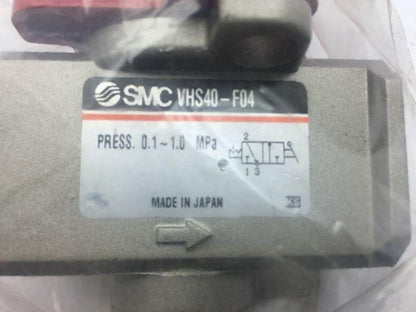 SMC VHS40-F04
PRESS. 0.1~1.0 MPa
2
1 3
MADE IN JAPAN